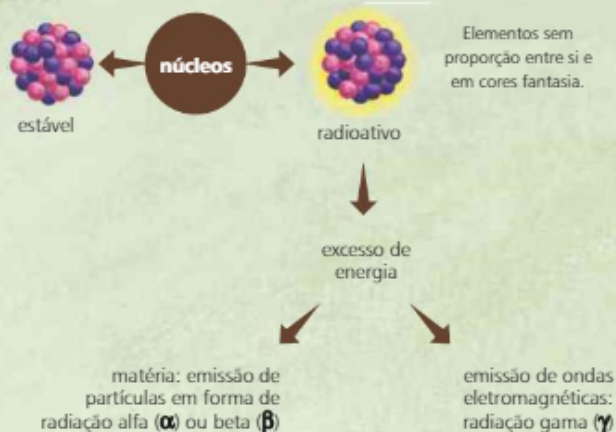 núcleos
Elementos sem
proporção entre si e
em cores fantasia.
estável
radioativo
excesso de
energia
matéria: emissão de
partículas em forma de
radiação alfa (α) ou beta (β)
emissão de ondas
eletromagnéticas:
radiação gama (γ)